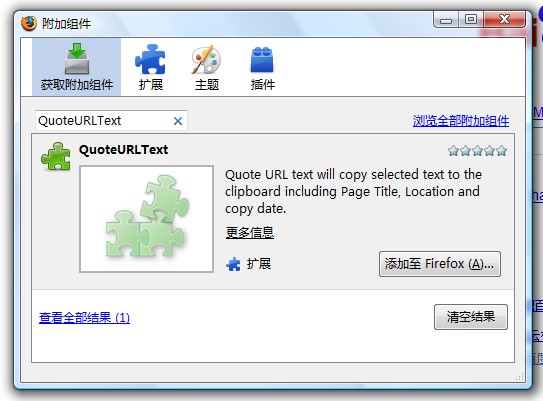 附加组件
获取附加组件
扩展
主题
插件
QuoteURLText
浏览全部附加组件
QuoteURLText
Quote URL text will copy selected text to the
clipboard including Page Title, Location and
copy date.
更多信息
扩展
添加至 Firefox (A)...
查看全部结果 (1)
清空结果